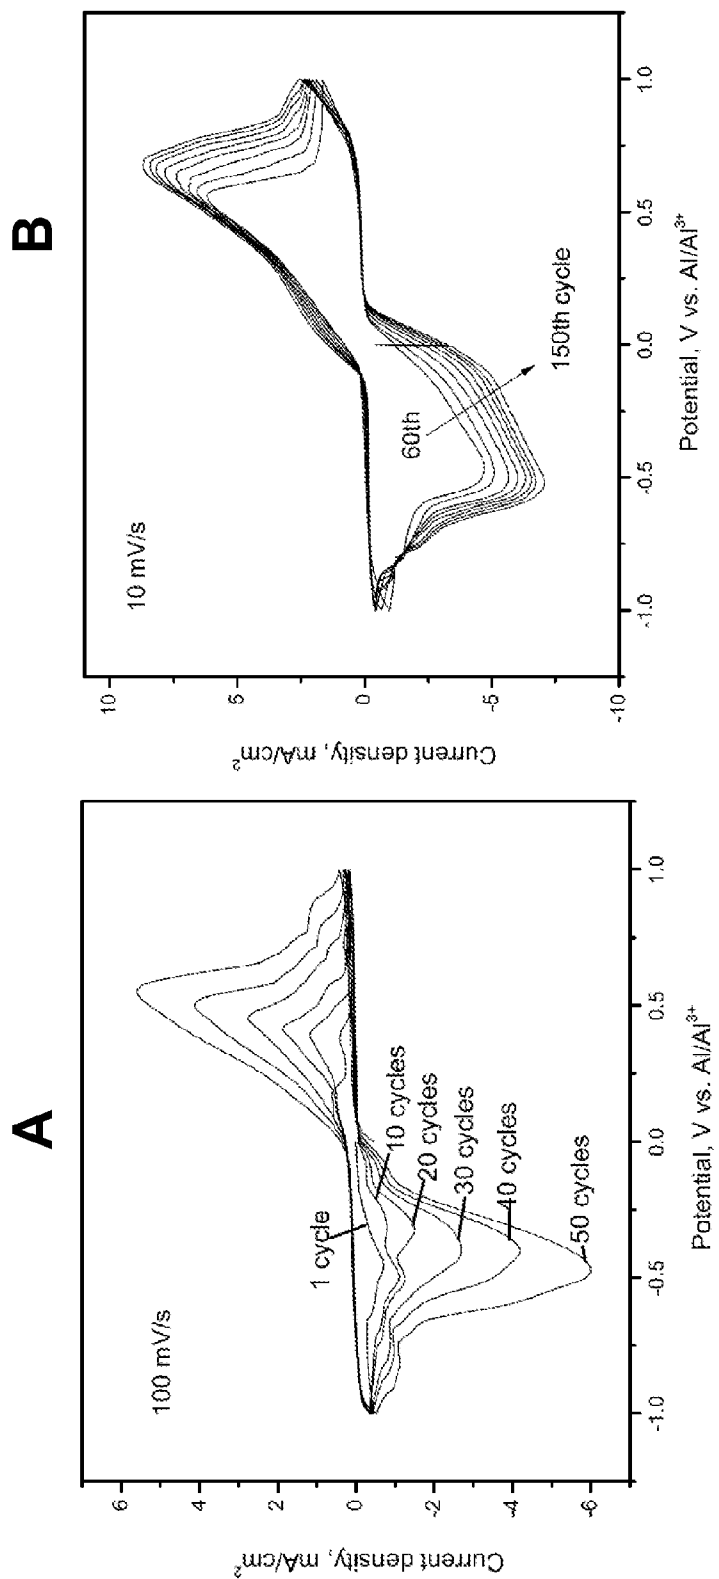 A
100 mV/s
6
4
2
0
-2
-4
-6
Current density, mA/cm²
1 cycle
10 cycles
20 cycles
30 cycles
40 cycles
50 cycles
-1.0
-0.5
0.0
0.5
1.0
Potential, V vs. Al/Al³⁺
B
10 mV/s
10
5
0
-5
-10
Current density, mA/cm²
60th
150th cycle
-1.0
-0.5
0.0
0.5
1.0
Potential, V vs. Al/Al³⁺